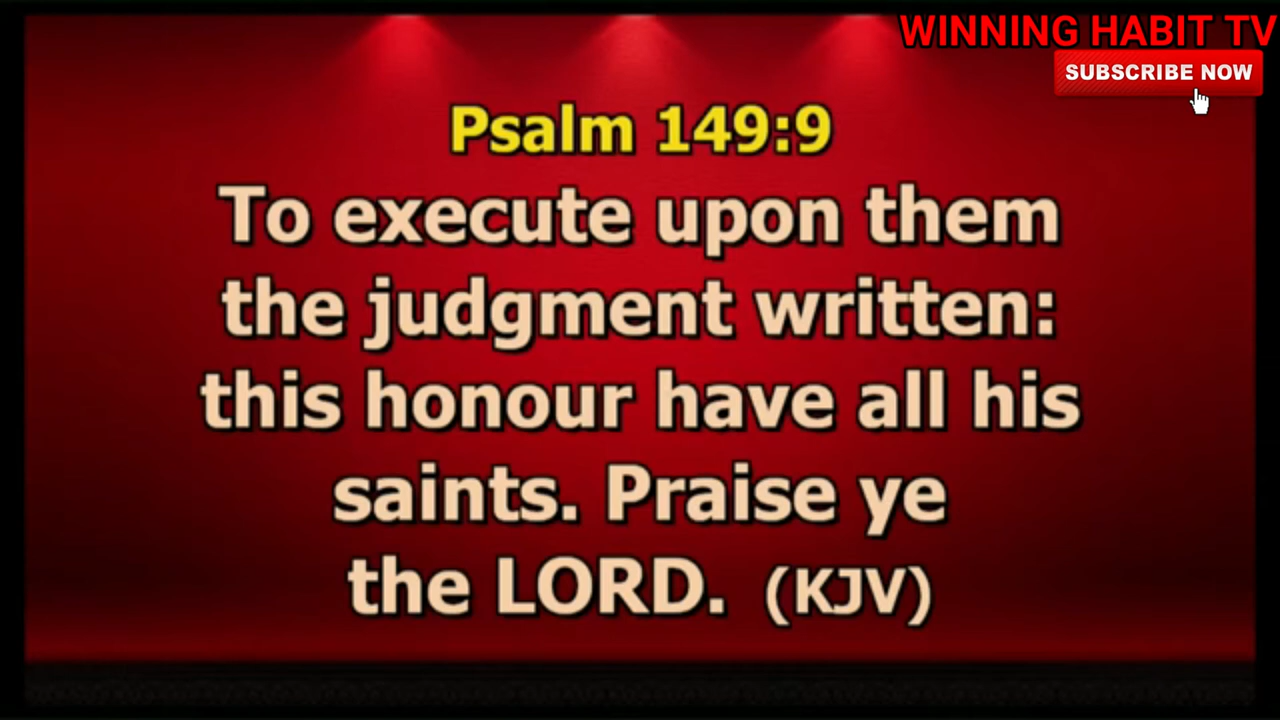 WINNING HABIT TV
SUBSCRIBE NOW
Psalm 149:9
To execute upon them
the judgment written:
this honour have all his
saints. Praise ye
the LORD. (KJV)